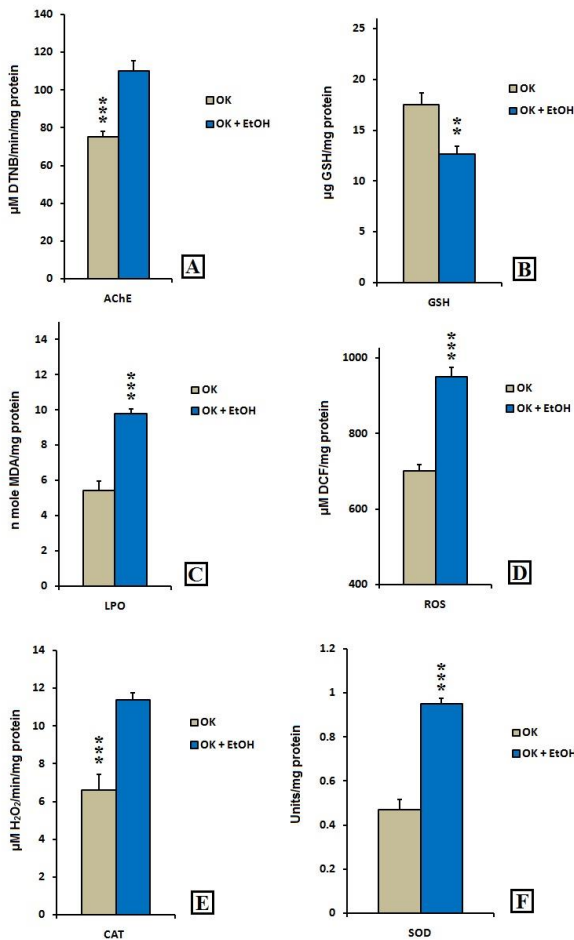 140
120
100
80
60
40
20
0
µM DTNB/min/mg protein
***
AChE
OK
OK + EtOH
A
25
20
15
10
5
0
µg GSH/mg protein
**
GSH
OK
OK + EtOH
B
14
12
10
8
6
4
2
0
n mole MDA/mg protein
***
LPO
OK
OK + EtOH
C
1000
800
600
400
µM DCF/mg protein
***
ROS
OK
OK + EtOH
D
14
12
10
8
6
4
2
0
µM H₂O₂/min/mg protein
***
CAT
OK
OK + EtOH
E
1.2
1
0.8
0.6
0.4
0.2
0
Units/mg protein
***
SOD
OK
OK + EtOH
F